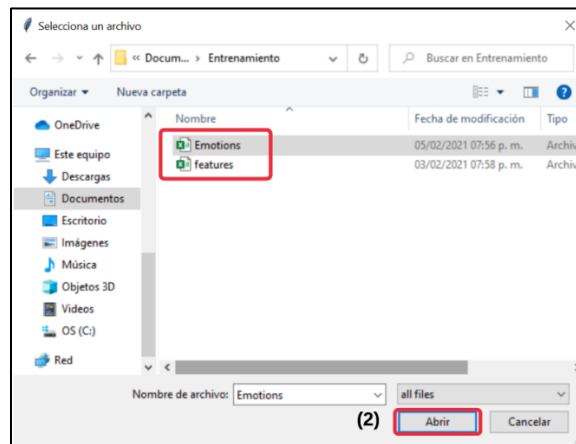 Selecciona un archivo
« Docum... › Entrenamiento
Buscar en Entrenamiento
Organizar
Nueva carpeta
Nombre
Fecha de modificación
Tipo
OneDrive
Este equipo
Descargas
Documentos
Escritorio
Imágenes
Música
Objetos 3D
Videos
OS (C:)
Red
Emotions
05/02/2021 07:56 p. m.
Archiv
features
03/02/2021 07:58 p. m.
Archiv
Nombre de archivo:
Emotions
all files
(2)
Abrir
Cancelar